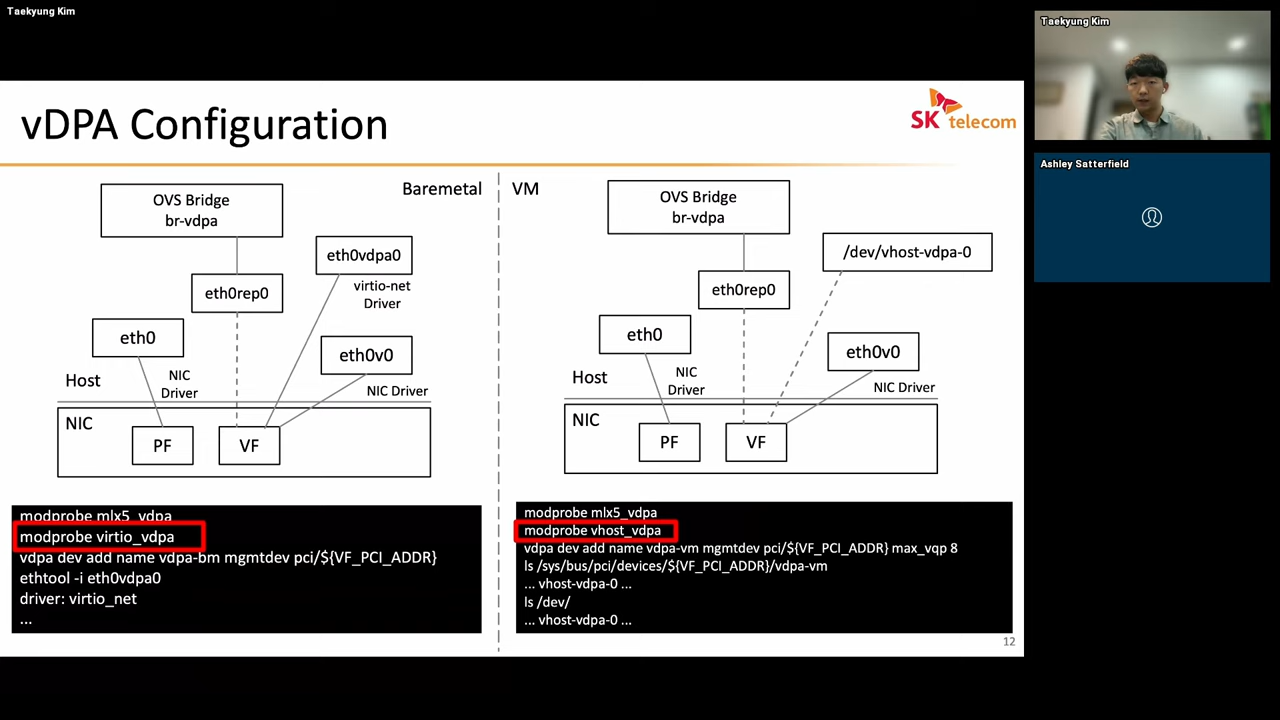 Taekyung Kim
Taekyung Kim
Ashley Satterfield
vDPA Configuration
SK telecom
Baremetal
OVS Bridge
br-vdpa
eth0vdpa0
virtio-net
Driver
eth0rep0
eth0
eth0v0
Host
NIC
Driver
NIC Driver
NIC
PF
VF
modprobe mlx5_vdpa
modprobe virtio_vdpa
vdpa dev add name vdpa-bm mgmtdev pci/${VF_PCI_ADDR}
ethtool -i eth0vdpa0
driver: virtio_net
...
VM
OVS Bridge
br-vdpa
/dev/vhost-vdpa-0
eth0rep0
eth0
eth0v0
Host
NIC
Driver
NIC Driver
NIC
PF
VF
modprobe mlx5_vdpa
modprobe vhost_vdpa
vdpa dev add name vdpa-vm mgmtdev pci/${VF_PCI_ADDR} max_vqp 8
ls /sys/bus/pci/devices/${VF_PCI_ADDR}/vdpa-vm
... vhost-vdpa-0 ...
ls /dev/
... vhost-vdpa-0 ...
12